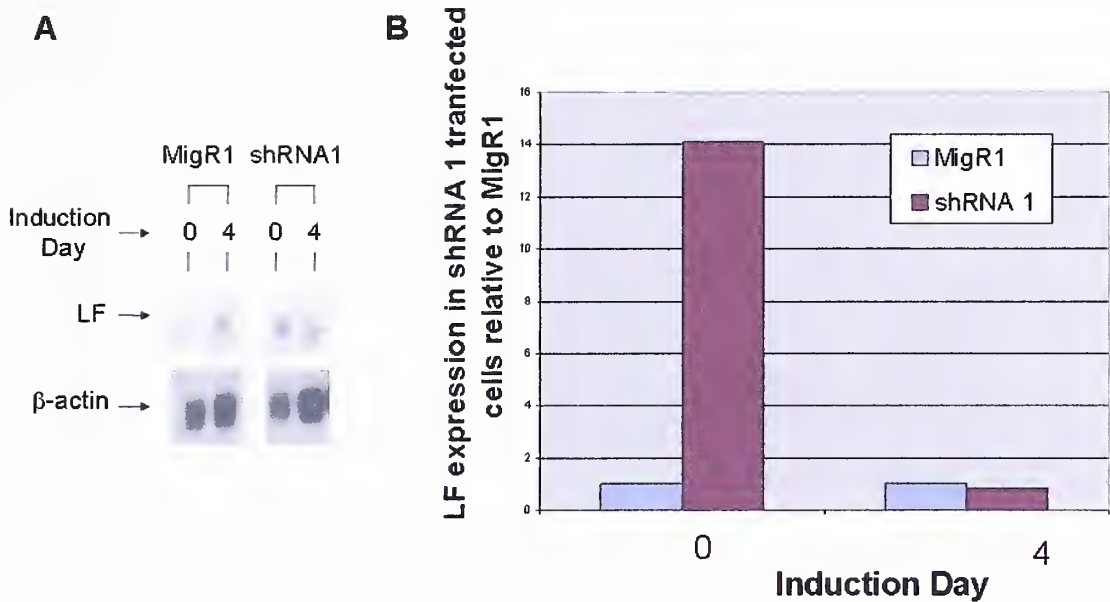 A
MigR1 shRNA1
Induction
Day
0 4 0 4
LF
β-actin
B
LF expression in shRNA 1 tranfected
cells relative to MigR1
16
14
12
10
8
6
4
2
0
MigR1
shRNA 1
0 4
Induction Day